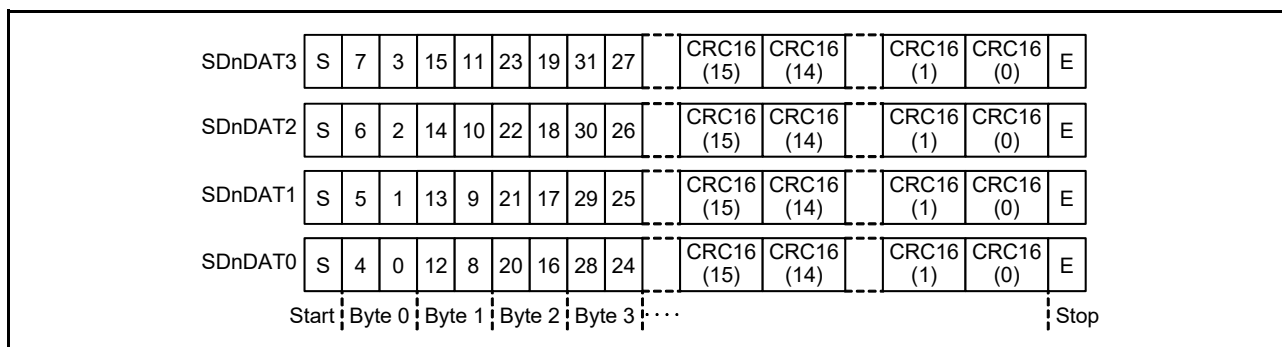 SDnDAT3 S 7 3 15 11 23 19 31 27 CRC16 (15) CRC16 (14) CRC16 (1) CRC16 (0) E
SDnDAT2 S 6 2 14 10 22 18 30 26 CRC16 (15) CRC16 (14) CRC16 (1) CRC16 (0) E
SDnDAT1 S 5 1 13 9 21 17 29 25 CRC16 (15) CRC16 (14) CRC16 (1) CRC16 (0) E
SDnDAT0 S 4 0 12 8 20 16 28 24 CRC16 (15) CRC16 (14) CRC16 (1) CRC16 (0) E
Start Byte 0 Byte 1 Byte 2 Byte 3 ···· Stop